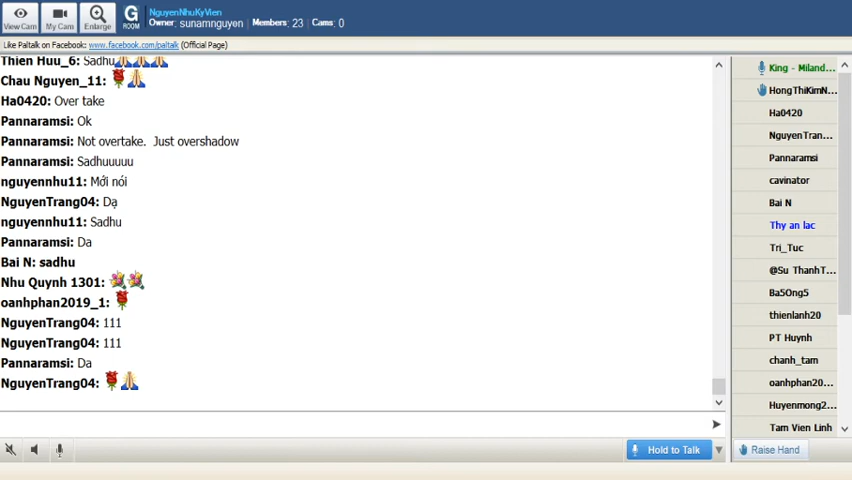 NguyenNhuKyVien
Owner: sunamnguyen Members: 23 Cams: 0
View Cam My Cam Enlarge G ROOM
Like Paltalk on Facebook: www.facebook.com/paltalk (Official Page)
Thien Huu_6: Sadhu
Chau Nguyen_11:
Ha0420: Over take
Pannaramsi: Ok
Pannaramsi: Not overtake. Just overshadow
Pannaramsi: Sadhuuuuu
nguyennhu11: Mới nói
NguyenTrang04: Dạ
nguyennhu11: Sadhu
Pannaramsi: Da
Bai N: sadhu
Nhu Quynh 1301:
oanhphan2019_1:
NguyenTrang04: 111
NguyenTrang04: 111
Pannaramsi: Da
NguyenTrang04:
King - Miland...
HongThiKimN...
Ha0420
NguyenTran...
Pannaramsi
cavinator
Bai N
Thy an lac
Tri_Tuc
@Su ThanhT...
Ba5Ong5
thienlanh20
PT Huynh
chanh_tam
oanhphan20...
Huyenmong2...
Tam Vien Linh
Hold to Talk
Raise Hand